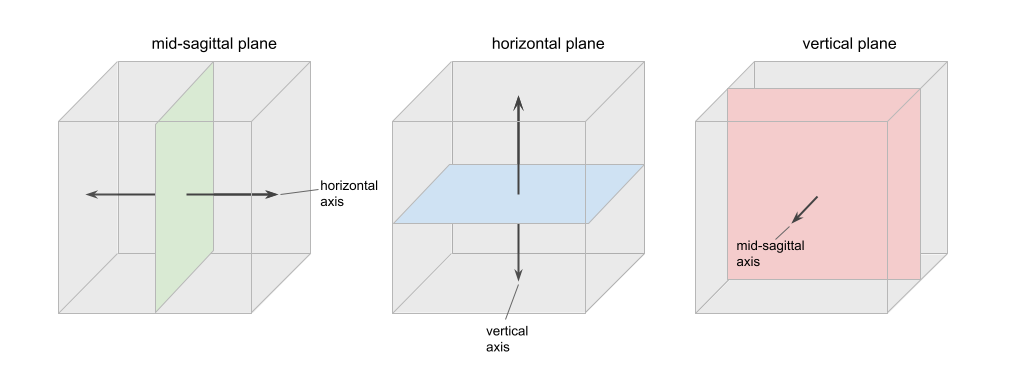 mid-sagittal plane
horizontal plane
vertical plane
horizontal
axis
mid-sagittal
axis
vertical
axis